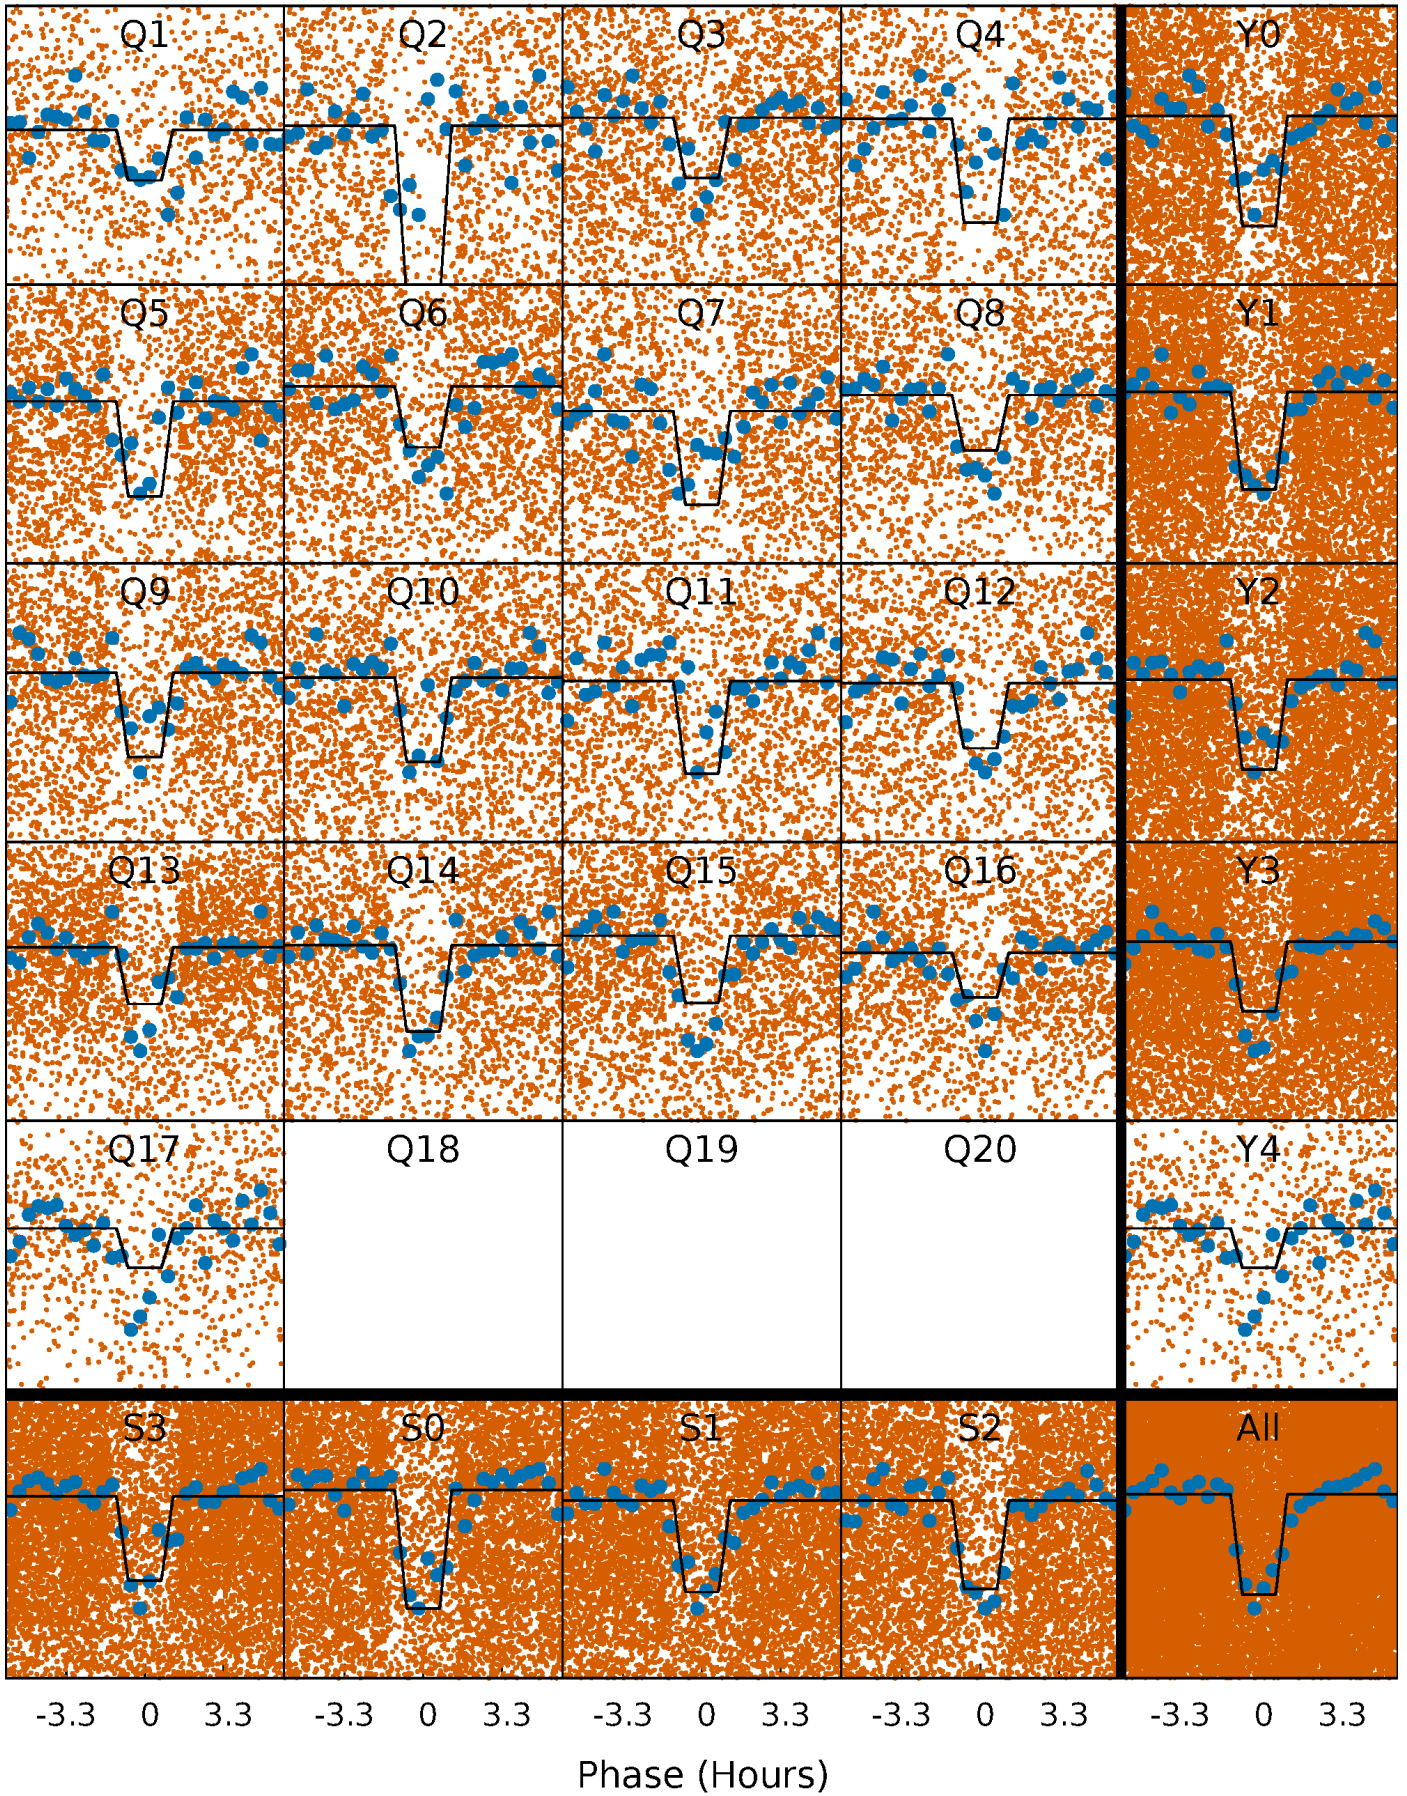 Q1 Q2 Q3 Q4 Y0
Q5 Q6 Q7 Q8 Y1
Q9 Q10 Q11 Q12 Y2
Q13 Q14 Q15 Q16 Y3
Q17 Q18 Q19 Q20 Y4
S3 S0 S1 S2 All
-3.3 0 3.3 -3.3 0 3.3 -3.3 0 3.3 -3.3 0 3.3 -3.3 0 3.3
Phase (Hours)